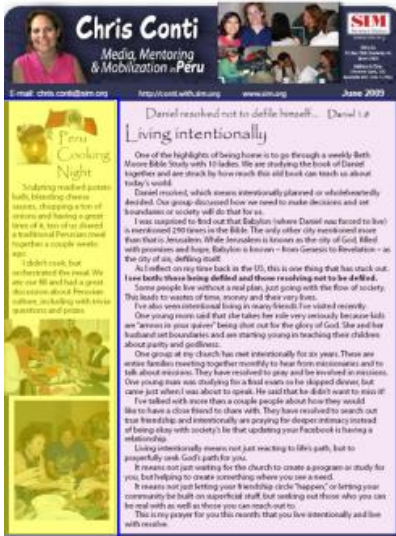 Chris Conti
Media, Mentoring
& Mobilization in Peru
SIM
E-mail: chris.conti@sim.org
http://conti.with.sim.org
www.sim.org
June 2009
Peru
Cooking
Night
Sculpting mashed potato
balls, blending cheese
sauces, chopping a ton of
onions and having a great
time of it, ten of us shared
a traditional Peruvian meal
together a couple weeks
ago.
I didn't cook, but
orchestrated the meal. We
ate our fill and had a great
discussion about Peruvian
culture, including with trivia
questions and prizes.
Daniel resolved not to defile himself... Daniel 1:8
Living intentionally
One of the highlights of being home is to go through a weekly Beth
Moore Bible Study with 10 ladies. We are studying the book of Daniel
together and are struck by how much this old book can teach us about
today's world.
Daniel resolved, which means intentionally planned or wholeheartedly
decided. Our group discussed how we need to make decisions and set
boundaries or society will do that for us.
I was surprised to find out that Babylon (where Daniel was forced to live)
is mentioned 290 times in the Bible. The only other city mentioned more
than that is Jerusalem. While Jerusalem is known as the city of God, filled
with promises and hope, Babylon is known – from Genesis to Revelation – as
the city of sin, defiling itself.
As I reflect on my time back in the US, this is one thing that has stuck out.
I see both those being defiled and those resolving not to be defiled.
Some people live without a real plan, just going with the flow of society.
This leads to wastes of time, money and their very lives.
I've also seen intentional living in many friends I've visited recently.
One young mom said that she takes her role very seriously because kids
are "arrows in your quiver" being shot out for the glory of God. She and her
husband set boundaries and are starting young in teaching their children
about purity and godliness.
One group at my church has met intentionally for six years. These are
entire families meeting together monthly to hear from missionaries and to
talk about missions. They have resolved to pray and be involved in missions.
One young man was studying for a final exam so he skipped dinner, but
came just when I was about to speak. He said that he didn't want to miss it!
I've talked with more than a couple people about how they would
like to have a close friend to share with. They have resolved to search out
true friendship and intentionally are praying for deeper intimacy instead
of being okay with society's lie that updating your Facebook is having a
relationship.
Living intentionally means not just reacting to life's path, but to
prayerfully seek God's path for you.
It means not just waiting for the church to create a program or study for
you, but helping to create something where you see a need.
It means not just letting your friendship circle "happen," or letting your
community be built on superficial stuff, but seeking out those who you can
be real with as well as those you can reach out to.
This is my prayer for you this month: that you live intentionally and live
with resolve.